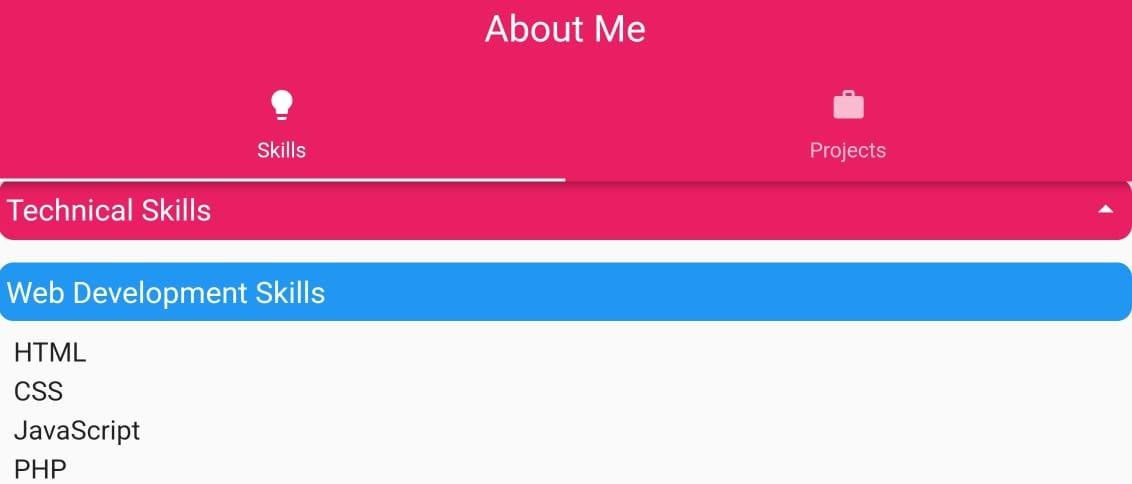 About Me
Skills
Projects
Technical Skills
Web Development Skills
HTML
CSS
JavaScript
PHP